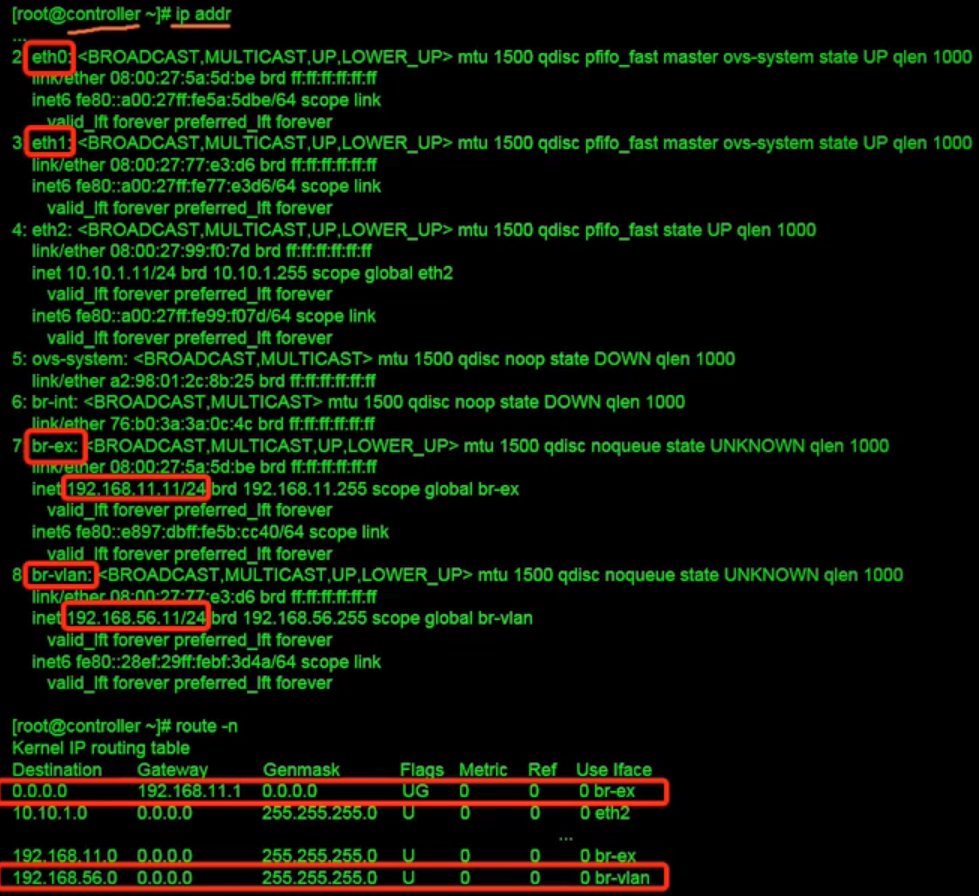 [root@controller ~]# ip addr
...
2 eth0: <BROADCAST,MULTICAST,UP,LOWER_UP> mtu 1500 qdisc pfifo_fast master ovs-system state UP qlen 1000
link/ether 08:00:27:5a:5d:be brd ff:ff:ff:ff:ff:ff
inet6 fe80::a00:27ff:fe5a:5dbe/64 scope link
valid_lft forever preferred_lft forever
3 eth1: <BROADCAST,MULTICAST,UP,LOWER_UP> mtu 1500 qdisc pfifo_fast master ovs-system state UP qlen 1000
link/ether 08:00:27:77:e3:d6 brd ff:ff:ff:ff:ff:ff
inet6 fe80::a00:27ff:fe77:e3d6/64 scope link
valid_lft forever preferred_lft forever
4: eth2: <BROADCAST,MULTICAST,UP,LOWER_UP> mtu 1500 qdisc pfifo_fast state UP qlen 1000
link/ether 08:00:27:99:f0:7d brd ff:ff:ff:ff:ff:ff
inet 10.10.1.11/24 brd 10.10.1.255 scope global eth2
valid_lft forever preferred_lft forever
inet6 fe80::a00:27ff:fe99:f07d/64 scope link
valid_lft forever preferred_lft forever
5: ovs-system: <BROADCAST,MULTICAST> mtu 1500 qdisc noop state DOWN qlen 1000
link/ether a2:98:01:2c:8b:25 brd ff:ff:ff:ff:ff:ff
6: br-int: <BROADCAST,MULTICAST> mtu 1500 qdisc noop state DOWN qlen 1000
link/ether 76:b0:3a:3a:0c:4c brd ff:ff:ff:ff:ff:ff
7 br-ex: <BROADCAST,MULTICAST,UP,LOWER_UP> mtu 1500 qdisc noqueue state UNKNOWN qlen 1000
link/ether 08:00:27:5a:5d:be brd ff:ff:ff:ff:ff:ff
inet 192.168.11.11/24 brd 192.168.11.255 scope global br-ex
valid_lft forever preferred_lft forever
inet6 fe80::e897:dbff:fe5b:cc40/64 scope link
valid_lft forever preferred_lft forever
8 br-vlan: <BROADCAST,MULTICAST,UP,LOWER_UP> mtu 1500 qdisc noqueue state UNKNOWN qlen 1000
link/ether 08:00:27:77:e3:d6 brd ff:ff:ff:ff:ff:ff
inet 192.168.56.11/24 brd 192.168.56.255 scope global br-vlan
valid_lft forever preferred_lft forever
inet6 fe80::28ef:29ff:febf:3d4a/64 scope link
valid_lft forever preferred_lft forever
[root@controller ~]# route -n
Kernel IP routing table
Destination Gateway Genmask Flags Metric Ref Use Iface
0.0.0.0 192.168.11.1 0.0.0.0 UG 0 0 0 br-ex
10.10.1.0 0.0.0.0 255.255.255.0 U 0 0 0 eth2
...
192.168.11.0 0.0.0.0 255.255.255.0 U 0 0 0 br-ex
192.168.56.0 0.0.0.0 255.255.255.0 U 0 0 0 br-vlan